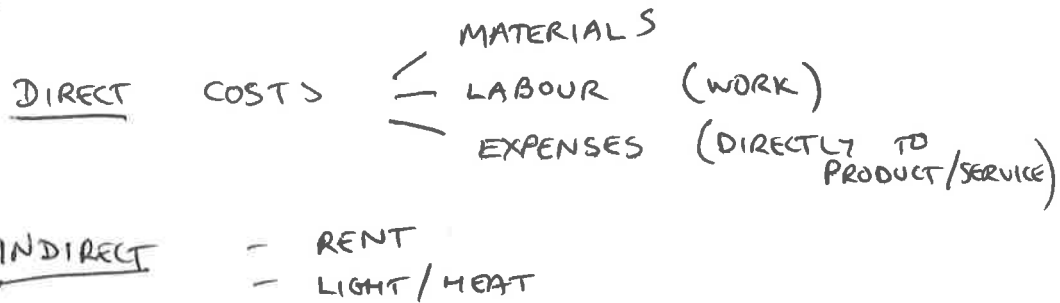 MATERIALS
DIRECT COSTS - LABOUR (WORK)
EXPENSES (DIRECTLY TO
PRODUCT/SERVICE)
INDIRECT - RENT
- LIGHT/HEAT